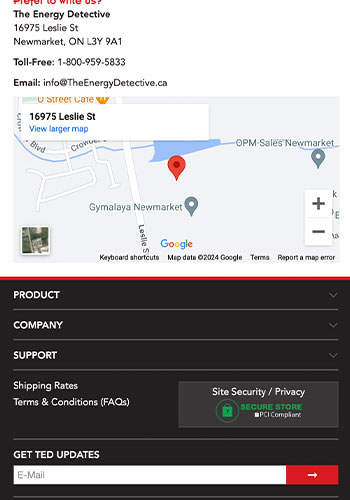 Prefer to write us?
The Energy Detective
16975 Leslie St
Newmarket, ON L3Y 9A1
Toll-Free: 1-800-959-5833
Email: info@TheEnergyDetective.ca
U Street Café
16975 Leslie St
View larger map
Blvd
OPM Sales Newmarket
Gymalaya Newmarket
Leslie St
Google
Keyboard shortcuts Map data ©2024 Google Terms Report a map error
PRODUCT
COMPANY
SUPPORT
Shipping Rates
Terms & Conditions (FAQs)
Site Security / Privacy
SECURE STORE
PCI Compliant
GET TED UPDATES
E-Mail